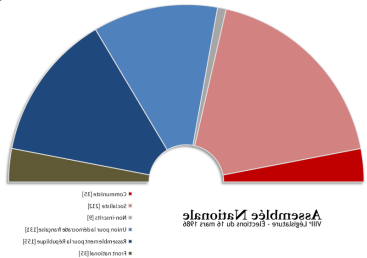 Assemblée Nationale
VIIIᵉ Législature - Élections du 16 mars 1986
Communiste [35]
Socialiste [212]
Non-inscrits [9]
Union pour la démocratie française [131]
Rassemblement pour la République [155]
Front national [35]